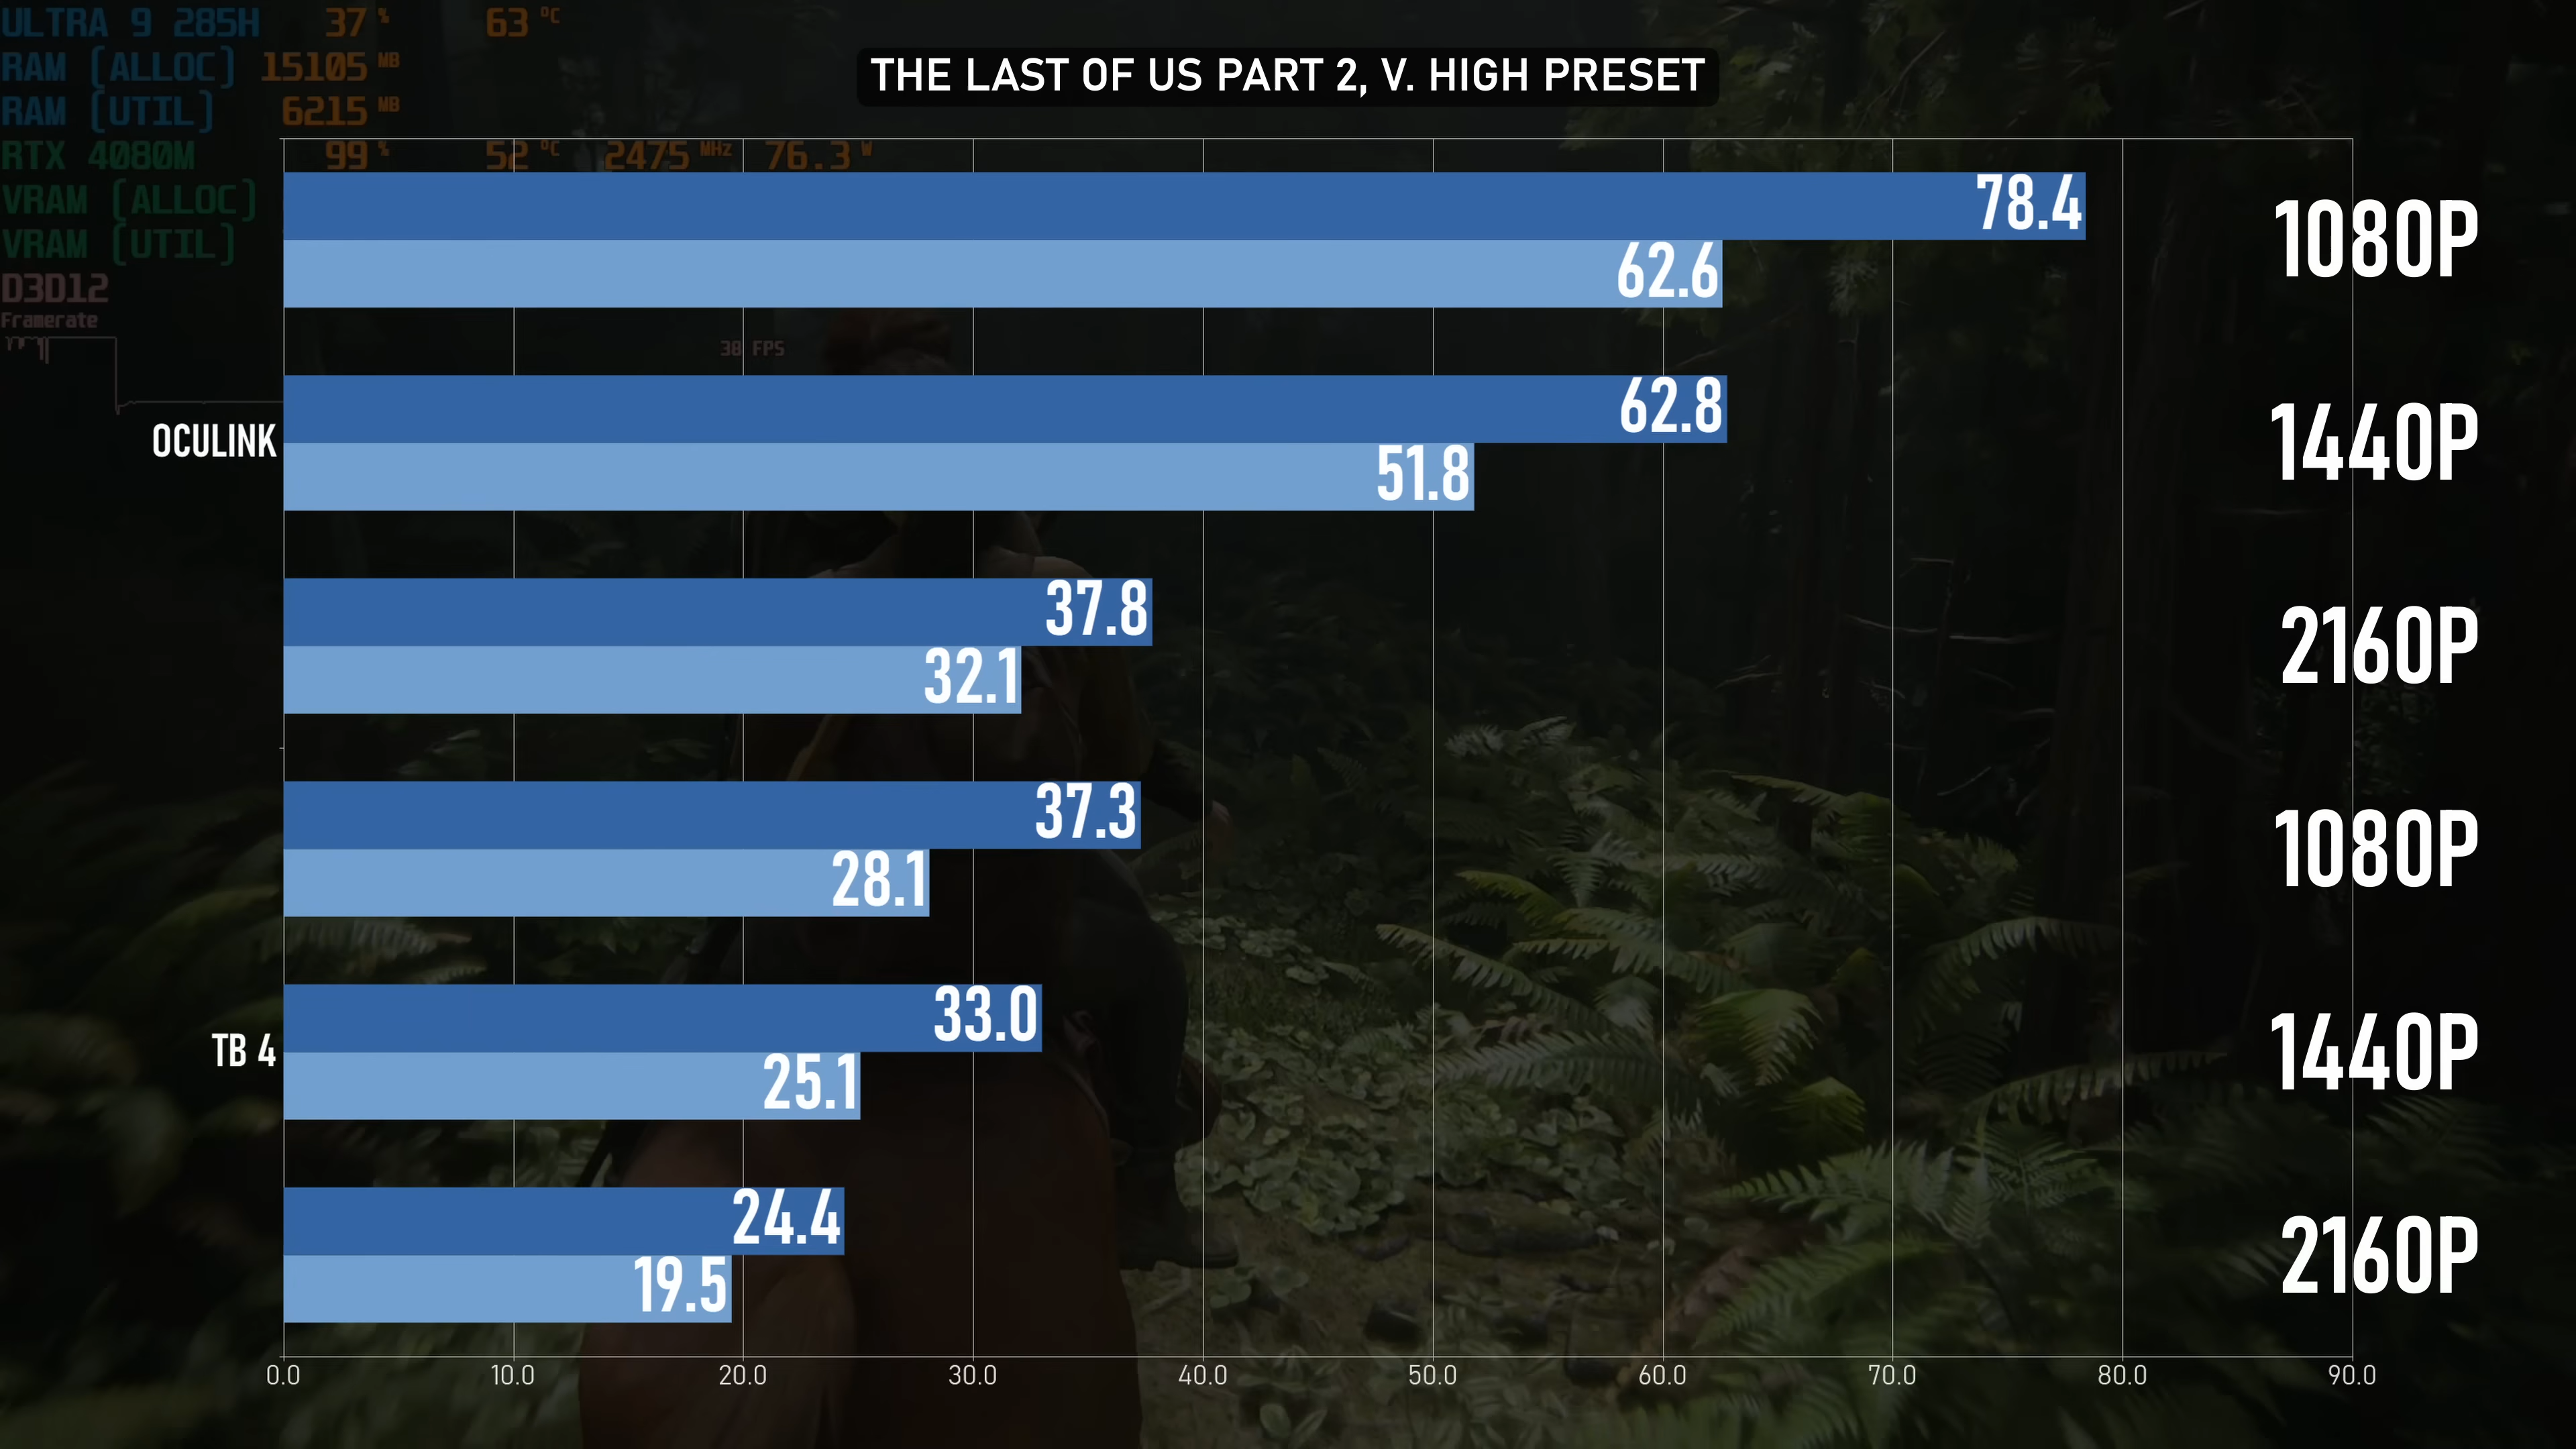 ULTRA 9 285H 37 % 63 °C
RAM (ALLOC) 15105 MB
RAM (UTIL) 6215 MB
RTX 4080M 99 % 52 °C 2475 MHz 76.3 W
VRAM (ALLOC)
VRAM (UTIL)
D3D12
Framerate
38 FPS
THE LAST OF US PART 2, V. HIGH PRESET
OCULINK
78.4
62.6
1080P
62.8
51.8
1440P
37.8
32.1
2160P
TB 4
37.3
28.1
1080P
33.0
25.1
1440P
24.4
19.5
2160P
0.0 10.0 20.0 30.0 40.0 50.0 60.0 70.0 80.0 90.0